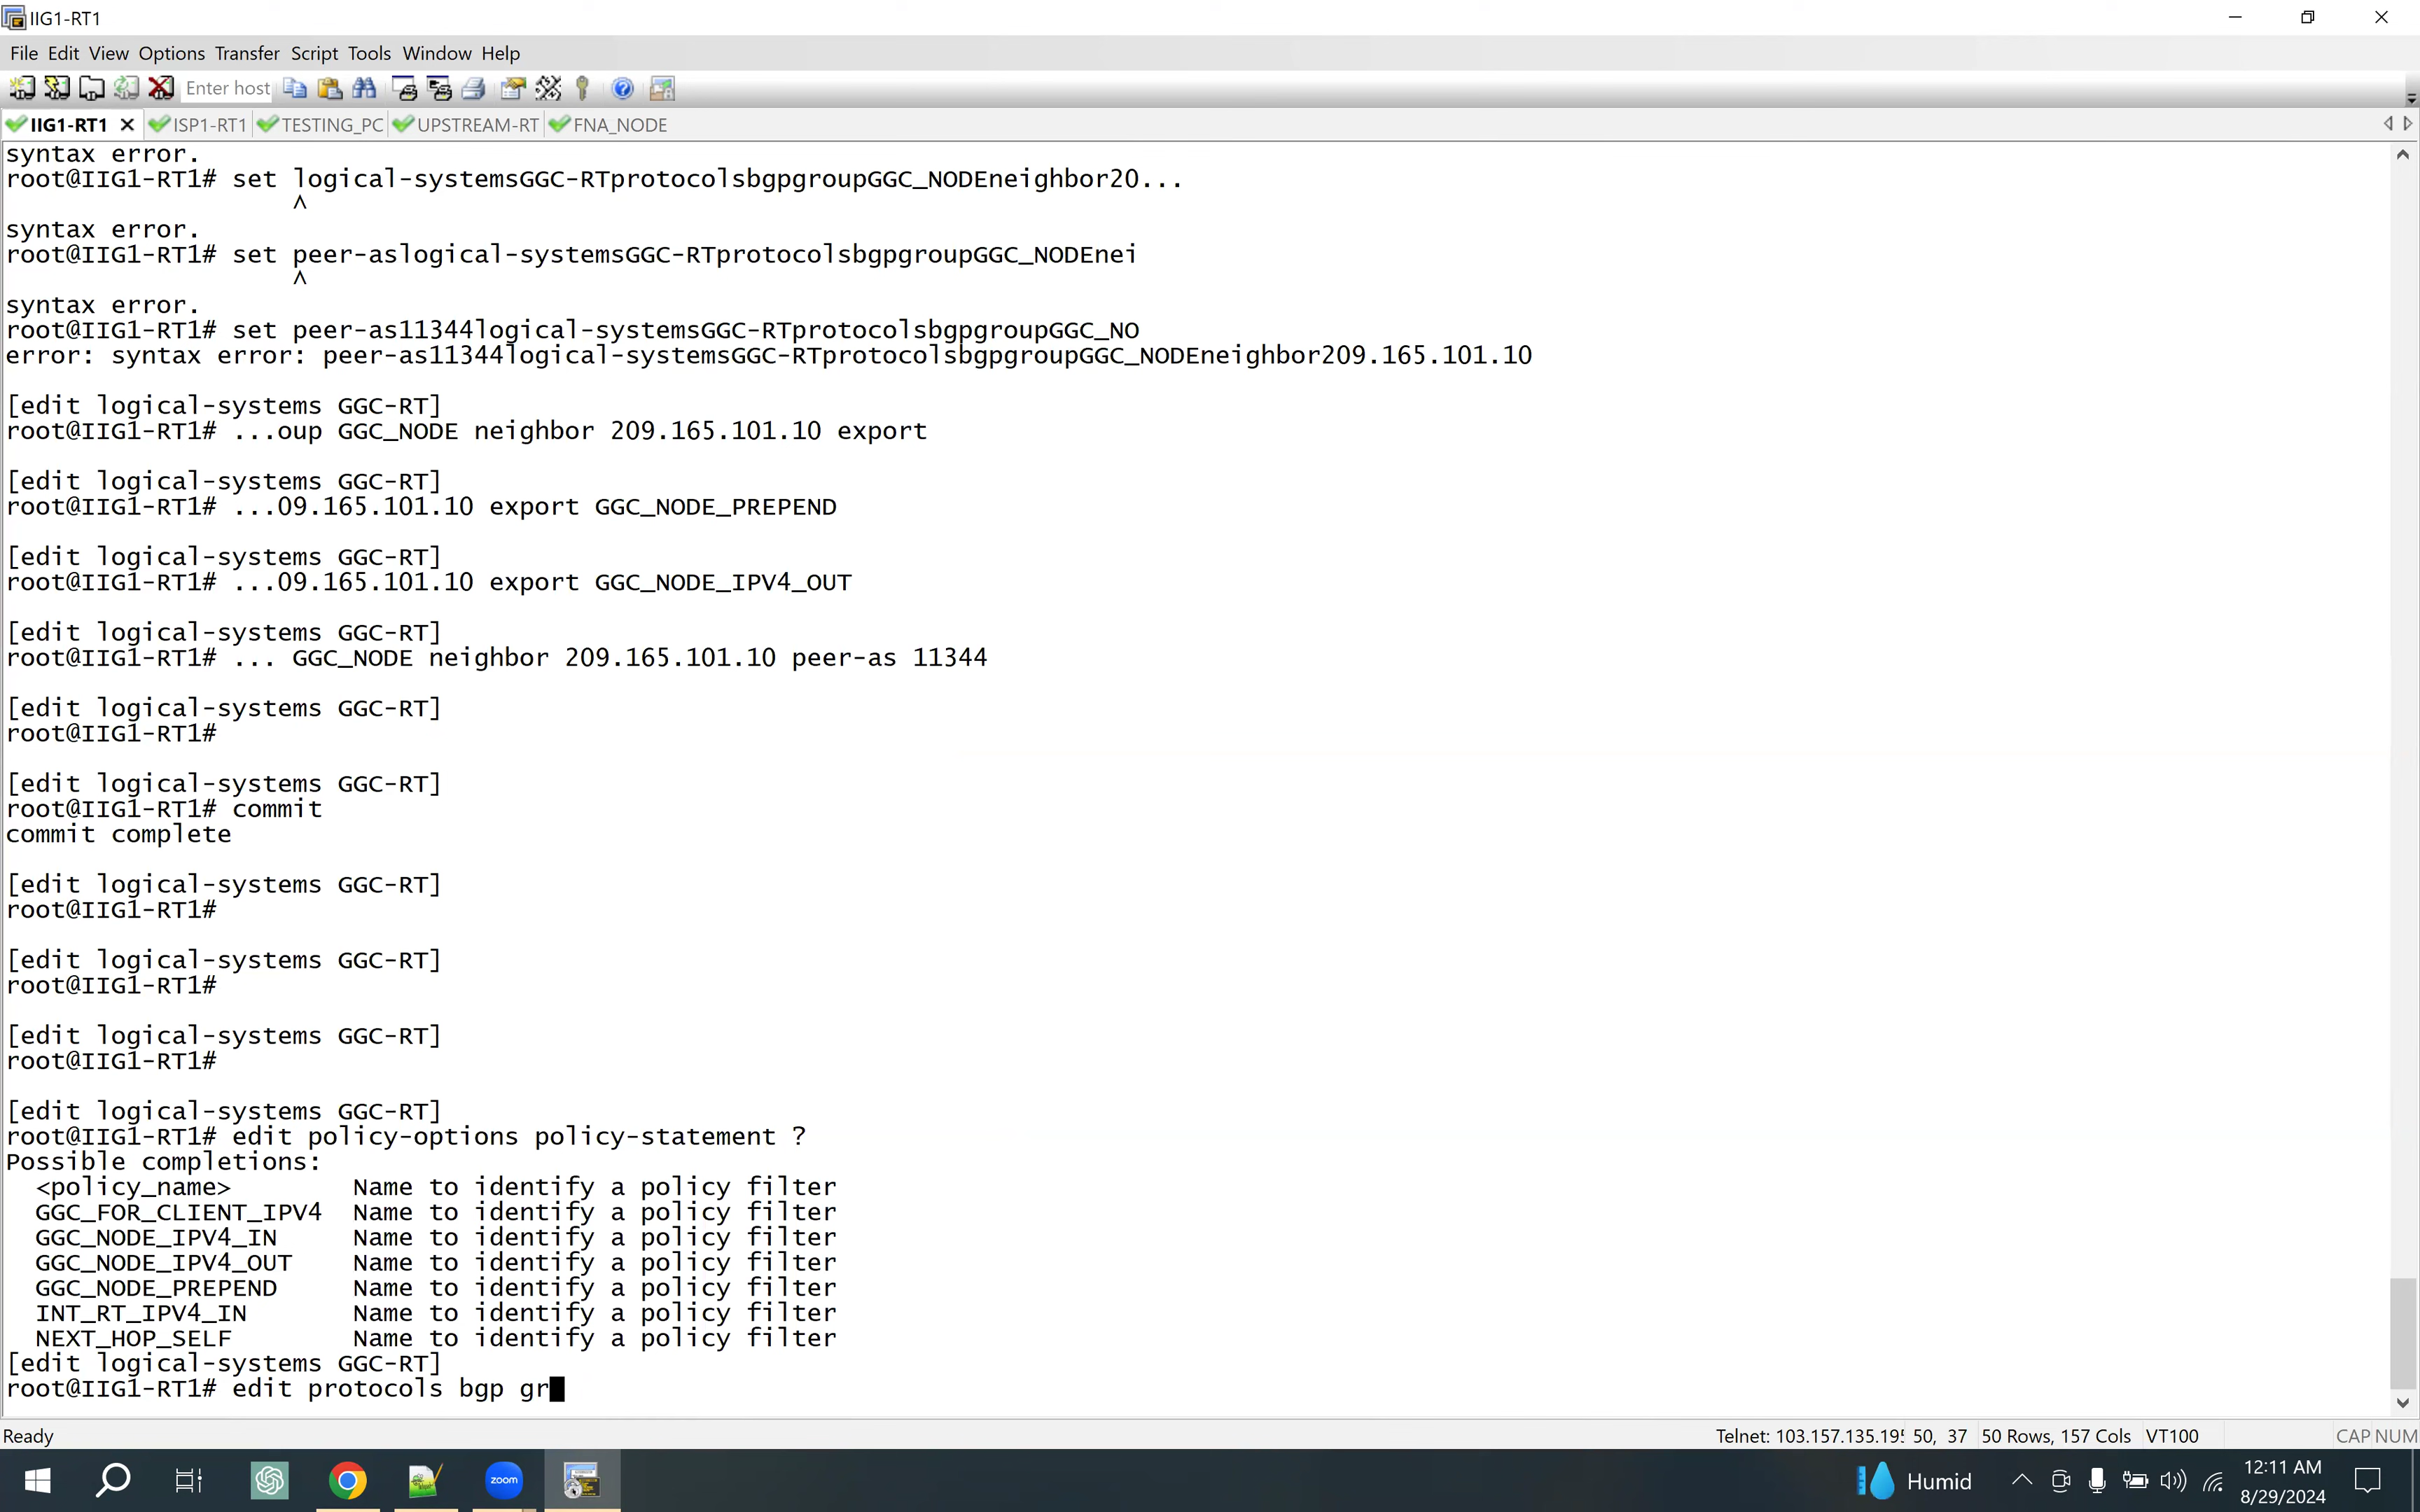 IIG1-RT1
File Edit View Options Transfer Script Tools Window Help
Enter host
IIG1-RT1 ISP1-RT1 TESTING_PC UPSTREAM-RT FNA_NODE
syntax error.
root@IIG1-RT1# set logical-systemsGGC-RTprotocolsbgpgroupGGC_NODEneighbor20...
^
syntax error.
root@IIG1-RT1# set peer-aslogical-systemsGGC-RTprotocolsbgpgroupGGC_NODEnei
^
syntax error.
root@IIG1-RT1# set peer-as11344logical-systemsGGC-RTprotocolsbgpgroupGGC_NO
error: syntax error: peer-as11344logical-systemsGGC-RTprotocolsbgpgroupGGC_NODEneighbor209.165.101.10
[edit logical-systems GGC-RT]
root@IIG1-RT1# ...oup GGC_NODE neighbor 209.165.101.10 export
[edit logical-systems GGC-RT]
root@IIG1-RT1# ...09.165.101.10 export GGC_NODE_PREPEND
[edit logical-systems GGC-RT]
root@IIG1-RT1# ...09.165.101.10 export GGC_NODE_IPV4_OUT
[edit logical-systems GGC-RT]
root@IIG1-RT1# ... GGC_NODE neighbor 209.165.101.10 peer-as 11344
[edit logical-systems GGC-RT]
root@IIG1-RT1#
[edit logical-systems GGC-RT]
root@IIG1-RT1# commit
commit complete
[edit logical-systems GGC-RT]
root@IIG1-RT1#
[edit logical-systems GGC-RT]
root@IIG1-RT1#
[edit logical-systems GGC-RT]
root@IIG1-RT1#
[edit logical-systems GGC-RT]
root@IIG1-RT1# edit policy-options policy-statement ?
Possible completions:
<policy_name> Name to identify a policy filter
GGC_FOR_CLIENT_IPV4 Name to identify a policy filter
GGC_NODE_IPV4_IN Name to identify a policy filter
GGC_NODE_IPV4_OUT Name to identify a policy filter
GGC_NODE_PREPEND Name to identify a policy filter
INT_RT_IPV4_IN Name to identify a policy filter
NEXT_HOP_SELF Name to identify a policy filter
[edit logical-systems GGC-RT]
root@IIG1-RT1# edit protocols bgp gr
Ready Telnet: 103.157.135.195 50, 37 50 Rows, 157 Cols VT100 CAP NUM
zoom Humid 12:11 AM
8/29/2024